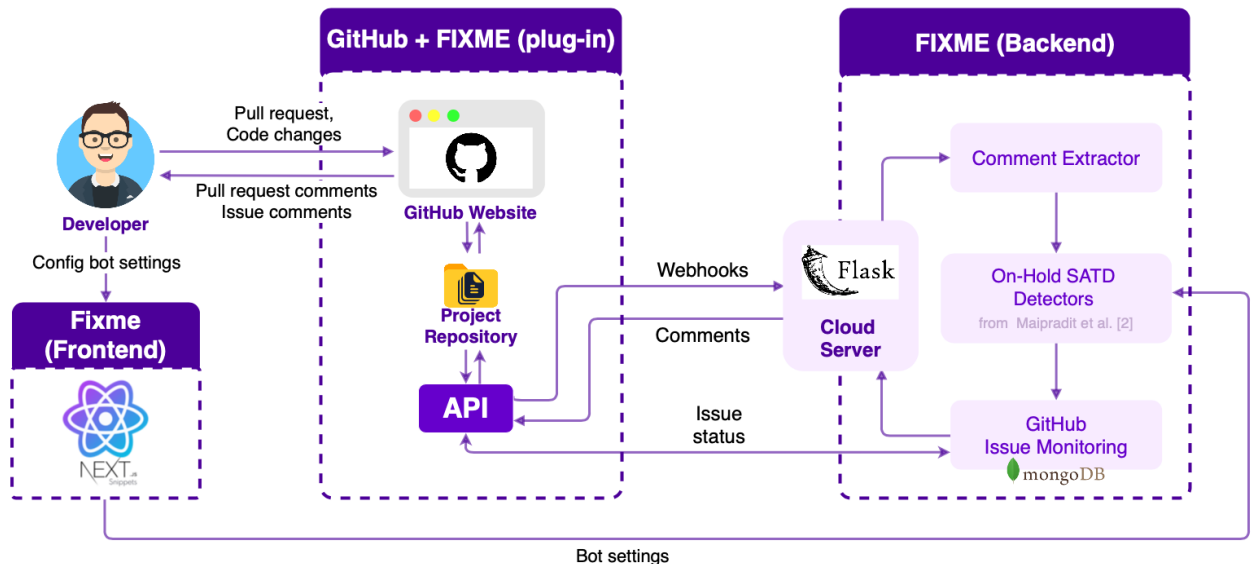 GitHub + FIXME (plug-in)
FIXME (Backend)
Pull request,
Code changes
Pull request comments
Issue comments
Developer
GitHub Website
Config bot settings
Fixme
(Frontend)
NEXT.JS
Snippets
Project
Repository
API
Webhooks
Comments
Issue
status
Flask
Cloud
Server
Comment Extractor
On-Hold SATD
Detectors
from Maipradit et al. [2]
GitHub
Issue Monitoring
mongoDB
Bot settings